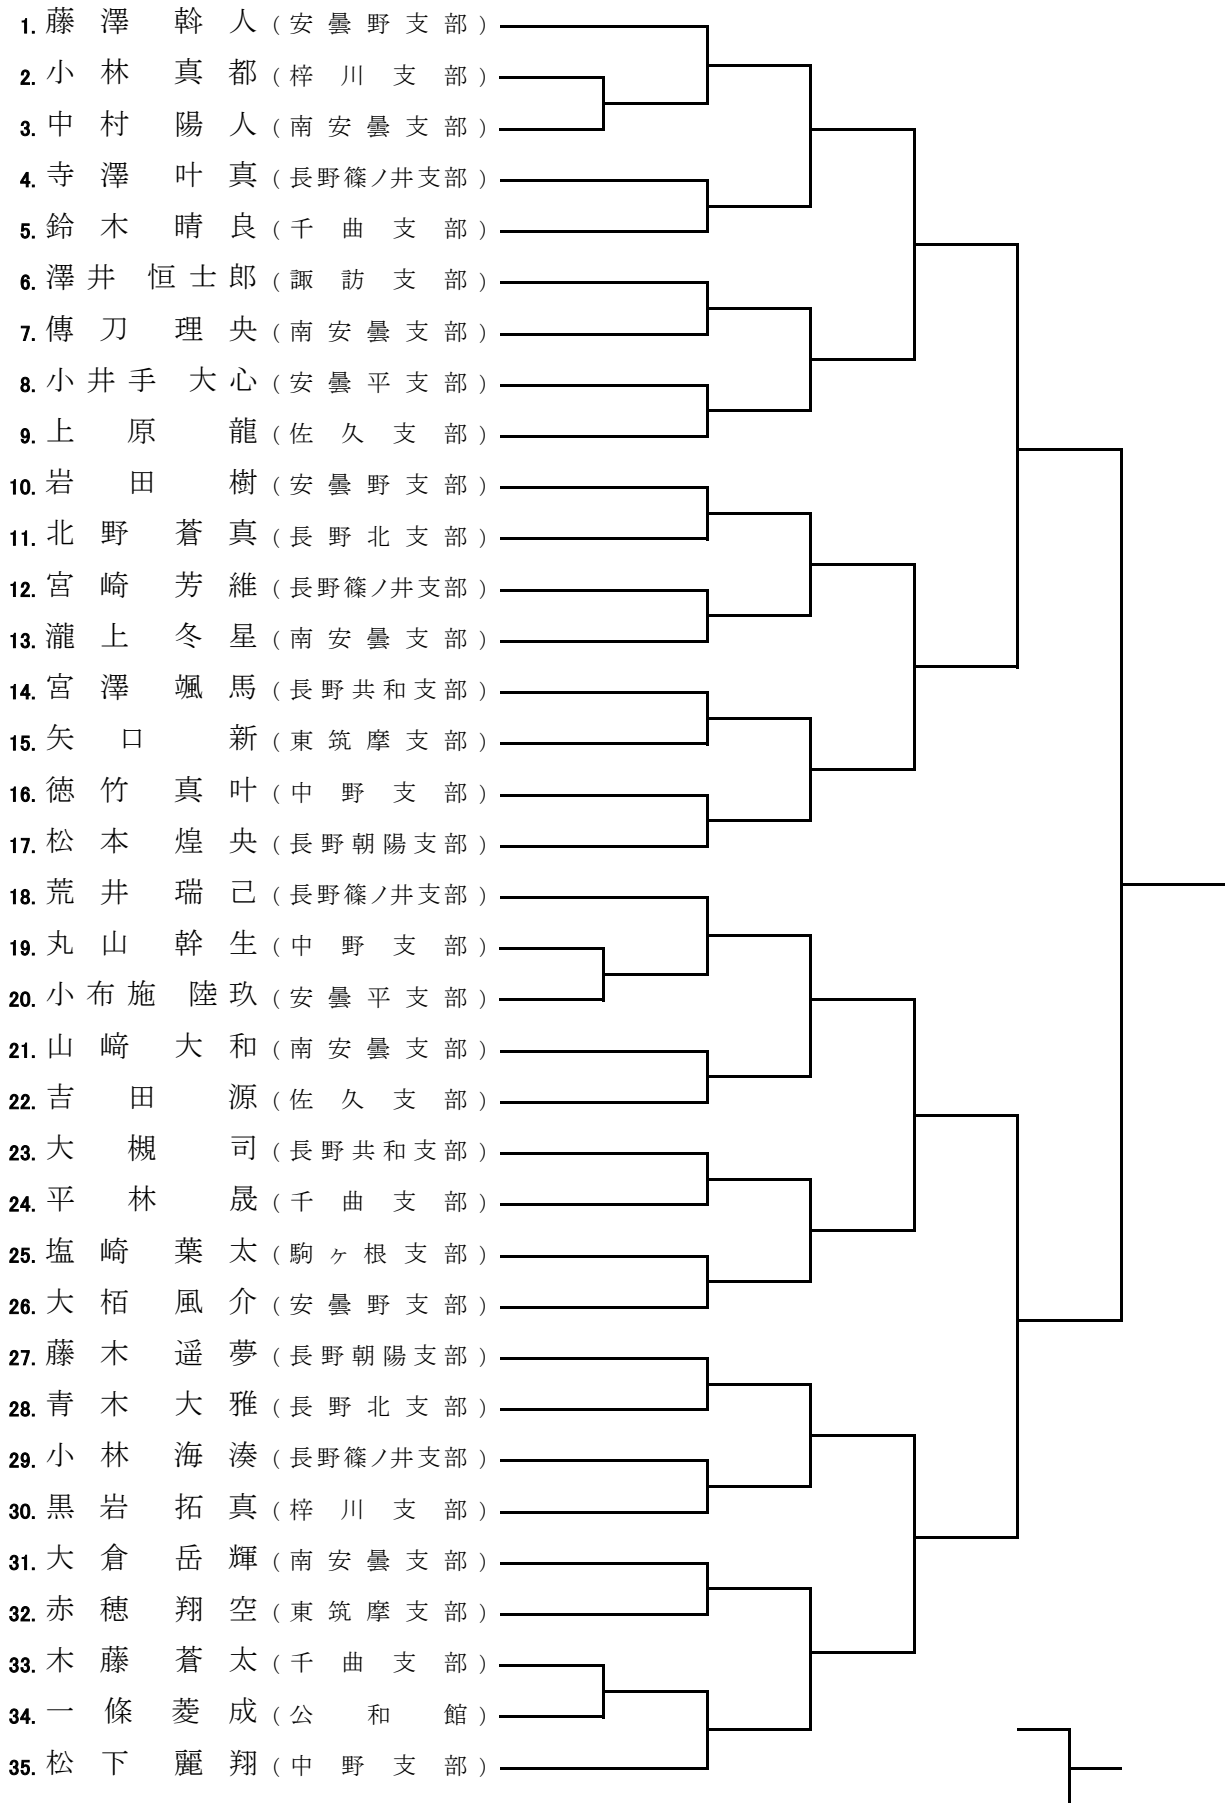 1. 藤澤 斡人 (安曇野支部)
2. 小林 真都 (梓川支部)
3. 中村 陽人 (南安曇支部)
4. 寺澤 叶真 (長野篠ノ井支部)
5. 鈴木 晴良 (千曲支部)
6. 澤井 恒士郎 (諏訪支部)
7. 傳刀 理央 (南安曇支部)
8. 小井手 大心 (安曇平支部)
9. 上原 龍 (佐久支部)
10. 岩田 樹 (安曇野支部)
11. 北野 蒼真 (長野北支部)
12. 宮崎 芳維 (長野篠ノ井支部)
13. 瀧上 冬星 (南安曇支部)
14. 宮澤 颯馬 (長野共和支部)
15. 矢口 新 (東筑摩支部)
16. 徳竹 真叶 (中野支部)
17. 松本 煌央 (長野朝陽支部)
18. 荒井 瑞己 (長野篠ノ井支部)
19. 丸山 幹生 (中野支部)
20. 小布施 陸玖 (安曇平支部)
21. 山﨑 大和 (南安曇支部)
22. 吉田 源 (佐久支部)
23. 大槻 司 (長野共和支部)
24. 平林 晟 (千曲支部)
25. 塩崎 葉太 (駒ヶ根支部)
26. 大栢 風介 (安曇野支部)
27. 藤木 遥夢 (長野朝陽支部)
28. 青木 大雅 (長野北支部)
29. 小林 海湊 (長野篠ノ井支部)
30. 黒岩 拓真 (梓川支部)
31. 大倉 岳輝 (南安曇支部)
32. 赤穂 翔空 (東筑摩支部)
33. 木藤 蒼太 (千曲支部)
34. 一條 菱成 (公和館)
35. 松下 麗翔 (中野支部)